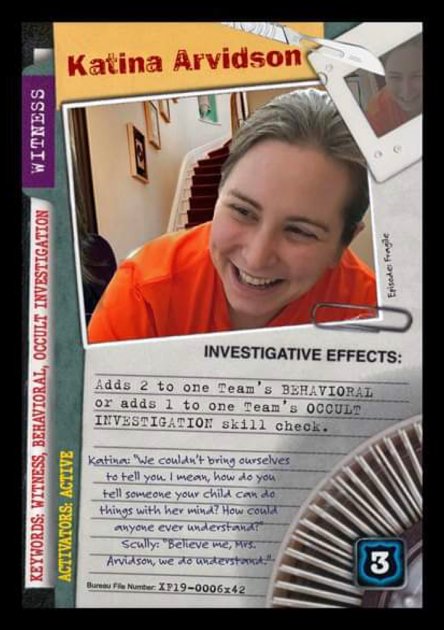 Katina Arvidson
WITNESS
KEYWORDS: WITNESS, BEHAVIORAL, OCCULT INVESTIGATION
ACTIVATORS: ACTIVE
Episode: Fragile
INVESTIGATIVE EFFECTS:
Adds 2 to one Team's BEHAVIORAL
or adds 1 to one Team's OCCULT
INVESTIGATION skill check.
Katina: "We couldn't bring ourselves
to tell you. I mean, how do you
tell someone your child can do
things with her mind? How could
anyone ever understand?"
Scully: "Believe me, Mrs.
Arvidson, we do understand."
Bureau File Number: XF19-0006x42
3